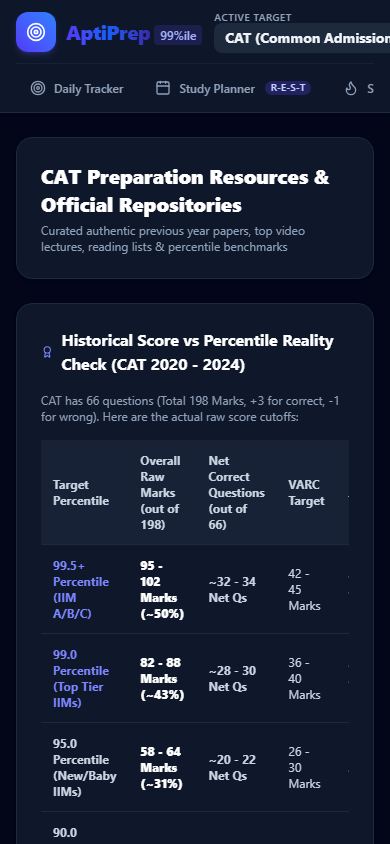 AptiPrep 99%ile
ACTIVE TARGET
CAT (Common Admission
Daily Tracker
Study Planner
R-E-S-T
S
CAT Preparation Resources &
Official Repositories
Curated authentic previous year papers, top video
lectures, reading lists & percentile benchmarks
Historical Score vs Percentile Reality
Check (CAT 2020 - 2024)
CAT has 66 questions (Total 198 Marks, +3 for correct, -1
for wrong). Here are the actual raw score cutoffs:
Target
Percentile
Overall
Raw
Marks
(out of
198)
Net
Correct
Questions
(out of
66)
VARC
Target
99.5+
Percentile
(IIM
A/B/C)
95 -
102
Marks
(~50%)
~32 - 34
Net Qs
42 -
45
Marks
99.0
Percentile
(Top Tier
IIMs)
82 - 88
Marks
(~43%)
~28 - 30
Net Qs
36 -
40
Marks
95.0
Percentile
(New/Baby
IIMs)
58 - 64
Marks
(~31%)
~20 - 22
Net Qs
26 -
30
Marks
90.0